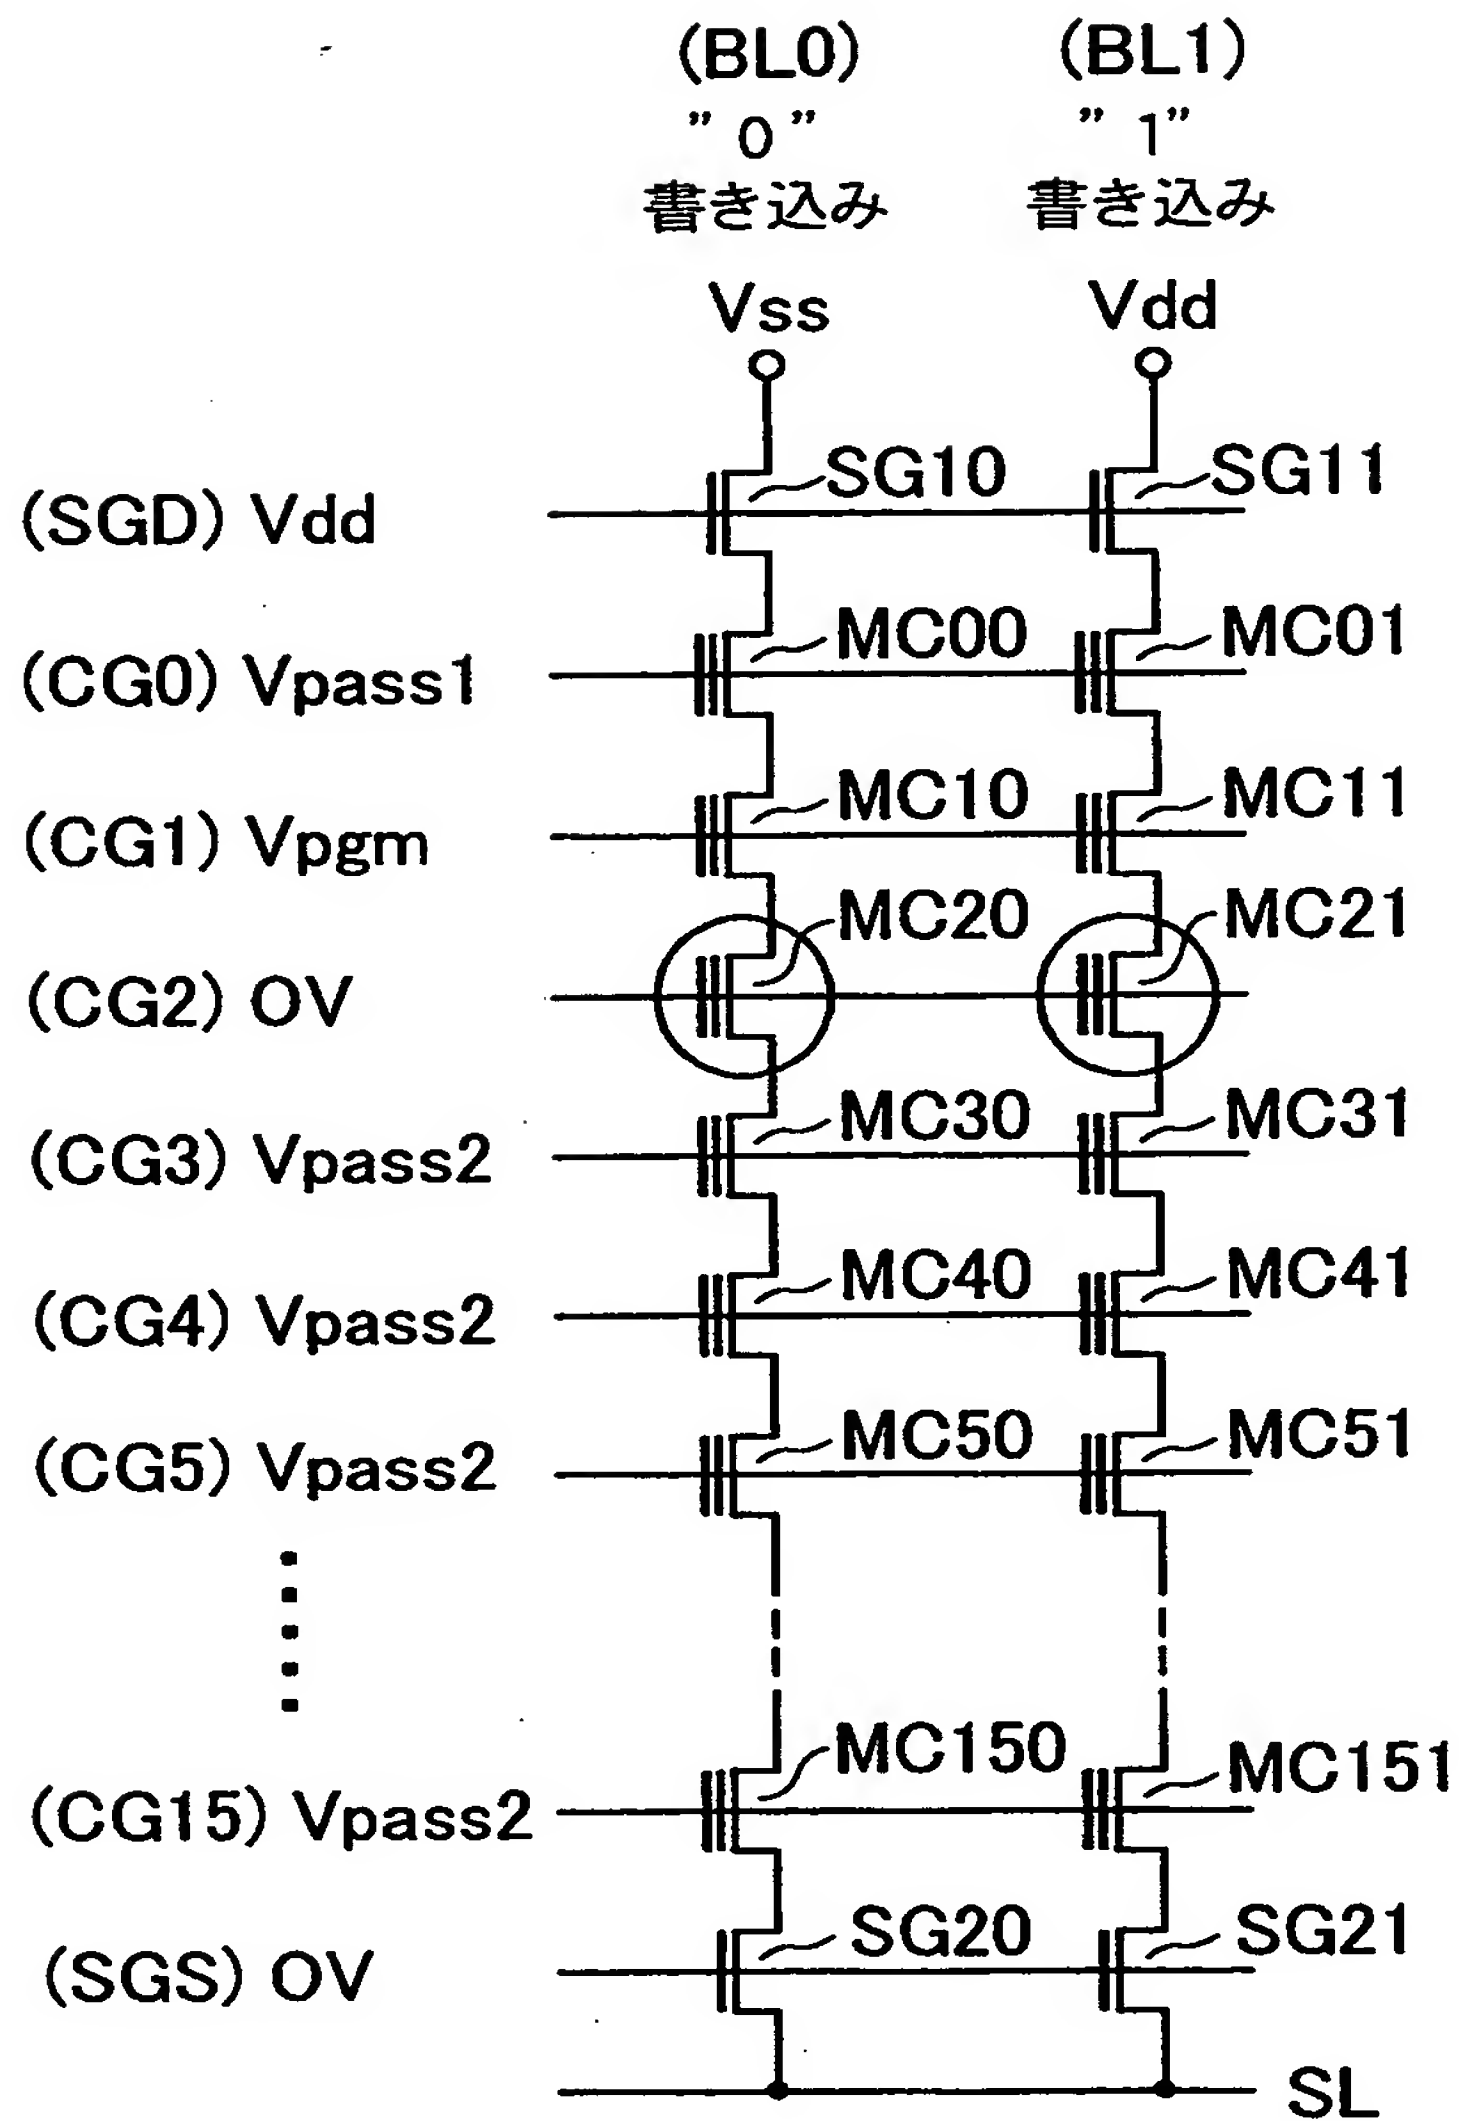 (BL0) (BL1)
”0” ”1”
書き込み 書き込み
Vss Vdd
(SGD) Vdd SG10 SG11
(CG0) Vpass1 MC00 MC01
(CG1) Vpgm MC10 MC11
(CG2) 0V MC20 MC21
(CG3) Vpass2 MC30 MC31
(CG4) Vpass2 MC40 MC41
(CG5) Vpass2 MC50 MC51
(CG15) Vpass2 MC150 MC151
(SGS) 0V SG20 SG21
SL